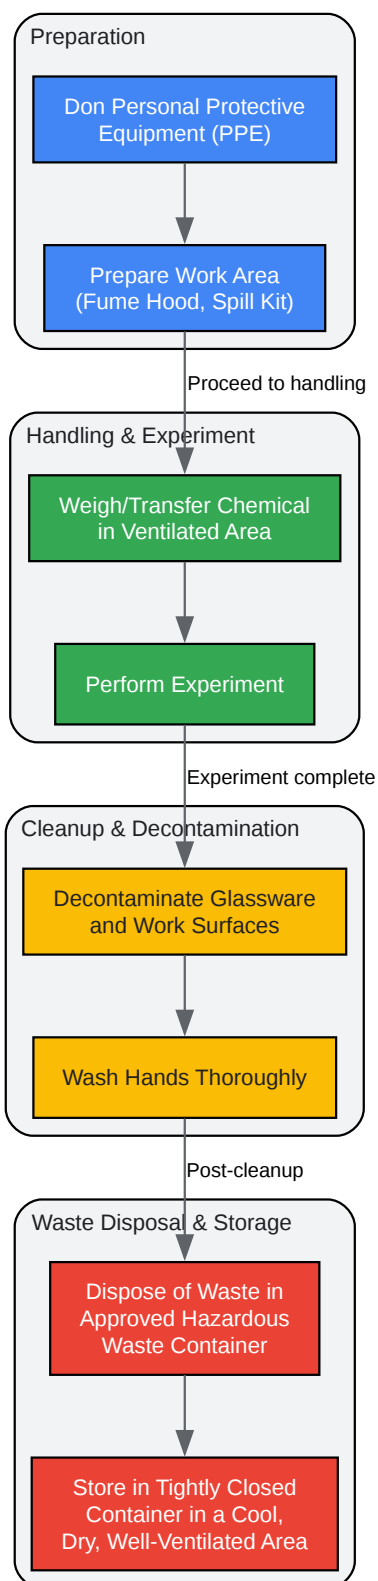 Preparation
Don Personal Protective
Equipment (PPE)
Prepare Work Area
(Fume Hood, Spill Kit)
Proceed to handling
Handling & Experiment
Weigh/Transfer Chemical
in Ventilated Area
Perform Experiment
Experiment complete
Cleanup & Decontamination
Decontaminate Glassware
and Work Surfaces
Wash Hands Thoroughly
Post-cleanup
Waste Disposal & Storage
Dispose of Waste in
Approved Hazardous
Waste Container
Store in Tightly Closed
Container in a Cool,
Dry, Well-Ventilated Area